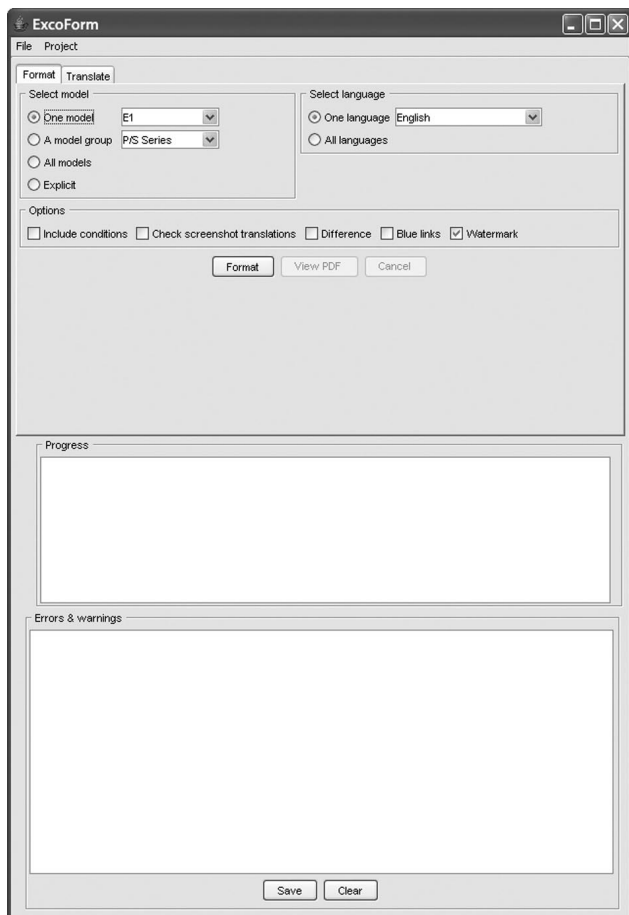 ExcoForm
File Project
Format Translate
Select model
One model E1
A model group P/S Series
All models
Explicit
Select language
One language English
All languages
Options
Include conditions Check screenshot translations Difference Blue links Watermark
Format View PDF Cancel
Progress
Errors & warnings
Save Clear